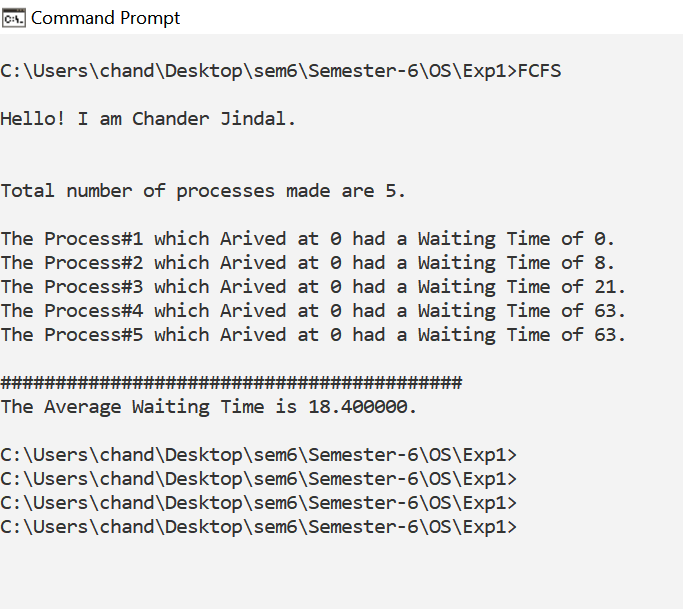 Command Prompt
C:\Users\chand\Desktop\sem6\Semester-6\OS\Exp1>FCFS
Hello! I am Chander Jindal.
Total number of processes made are 5.
The Process#1 which Arived at 0 had a Waiting Time of 0.
The Process#2 which Arived at 0 had a Waiting Time of 8.
The Process#3 which Arived at 0 had a Waiting Time of 21.
The Process#4 which Arived at 0 had a Waiting Time of 63.
The Process#5 which Arived at 0 had a Waiting Time of 63.
##########################################
The Average Waiting Time is 18.400000.
C:\Users\chand\Desktop\sem6\Semester-6\OS\Exp1>
C:\Users\chand\Desktop\sem6\Semester-6\OS\Exp1>
C:\Users\chand\Desktop\sem6\Semester-6\OS\Exp1>
C:\Users\chand\Desktop\sem6\Semester-6\OS\Exp1>